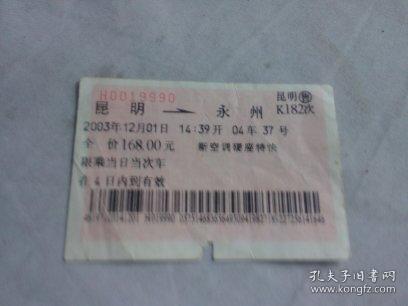 H0019990
昆明售
昆明 → 永州
K182次
2003年12月01日 14:39开 04车 37号
全 价168.00元 新空调硬座特快
限乘当日当次车
在4日内到有效
孔夫子旧书网
www.kongfz.com